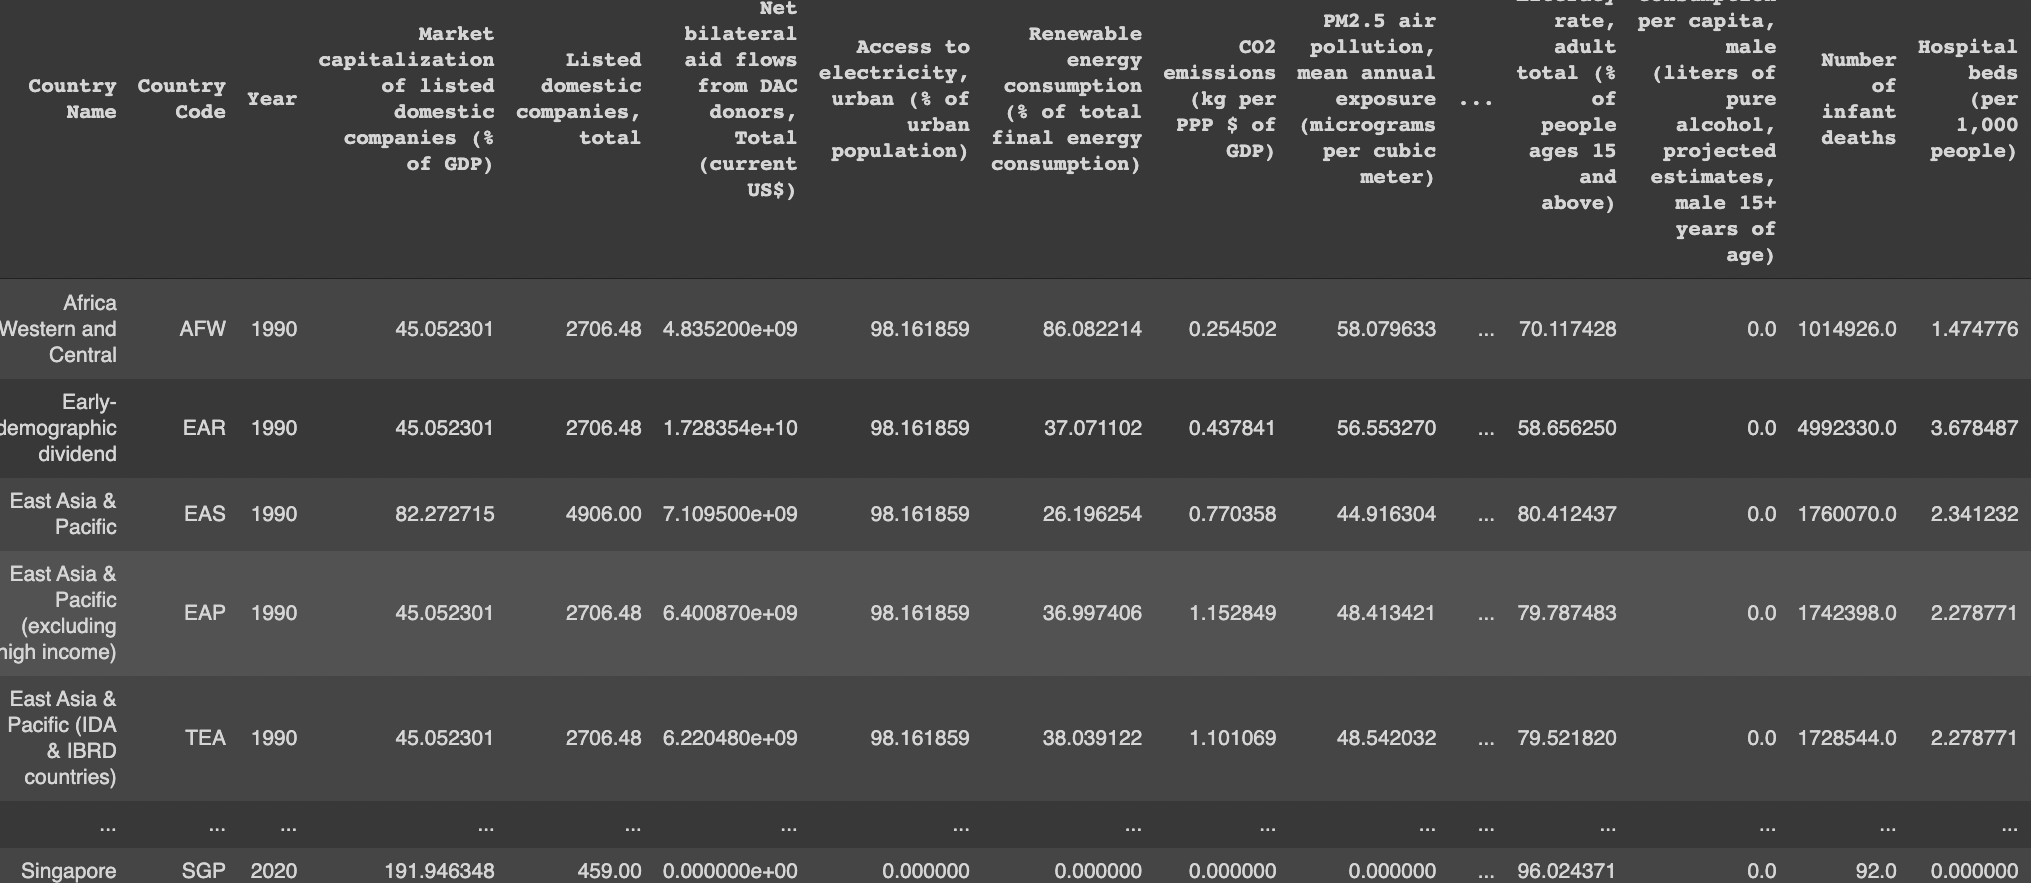 Country Name
Country Code
Year
Market capitalization of listed domestic companies (% of GDP)
Listed domestic companies, total
Net bilateral aid flows from DAC donors, Total (current US$)
Access to electricity, urban (% of urban population)
Renewable energy consumption (% of total final energy consumption)
CO2 emissions (kg per PPP $ of GDP)
PM2.5 air pollution, mean annual exposure (micrograms per cubic meter)
...
rate, adult total (% of people ages 15 and above)
per capita, male (liters of pure alcohol, projected estimates, male 15+ years of age)
Number of infant deaths
Hospital beds (per 1,000 people)
Africa Western and Central AFW 1990 45.052301 2706.48 4.835200e+09 98.161859 86.082214 0.254502 58.079633 ... 70.117428 0.0 1014926.0 1.474776
Early-demographic dividend EAR 1990 45.052301 2706.48 1.728354e+10 98.161859 37.071102 0.437841 56.553270 ... 58.656250 0.0 4992330.0 3.678487
East Asia & Pacific EAS 1990 82.272715 4906.00 7.109500e+09 98.161859 26.196254 0.770358 44.916304 ... 80.412437 0.0 1760070.0 2.341232
East Asia & Pacific (excluding high income) EAP 1990 45.052301 2706.48 6.400870e+09 98.161859 36.997406 1.152849 48.413421 ... 79.787483 0.0 1742398.0 2.278771
East Asia & Pacific (IDA & IBRD countries) TEA 1990 45.052301 2706.48 6.220480e+09 98.161859 38.039122 1.101069 48.542032 ... 79.521820 0.0 1728544.0 2.278771
... ... ... ... ... ... ... ... ... ... ... ... ... ... ...
Singapore SGP 2020 191.946348 459.00 0.000000e+00 0.000000 0.000000 0.000000 0.000000 ... 96.024371 0.0 92.0 0.000000